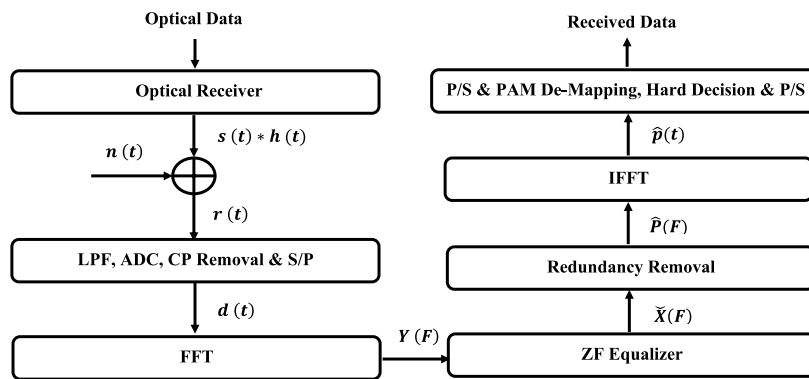 Optical Data
Optical Receiver
s (t) ∗ h (t)
n (t)
r (t)
LPF, ADC, CP Removal & S/P
d (t)
FFT
Y (F)
Received Data
P/S & PAM De-Mapping, Hard Decision & P/S
p̂(t)
IFFT
P̂(F)
Redundancy Removal
X̌(F)
ZF Equalizer